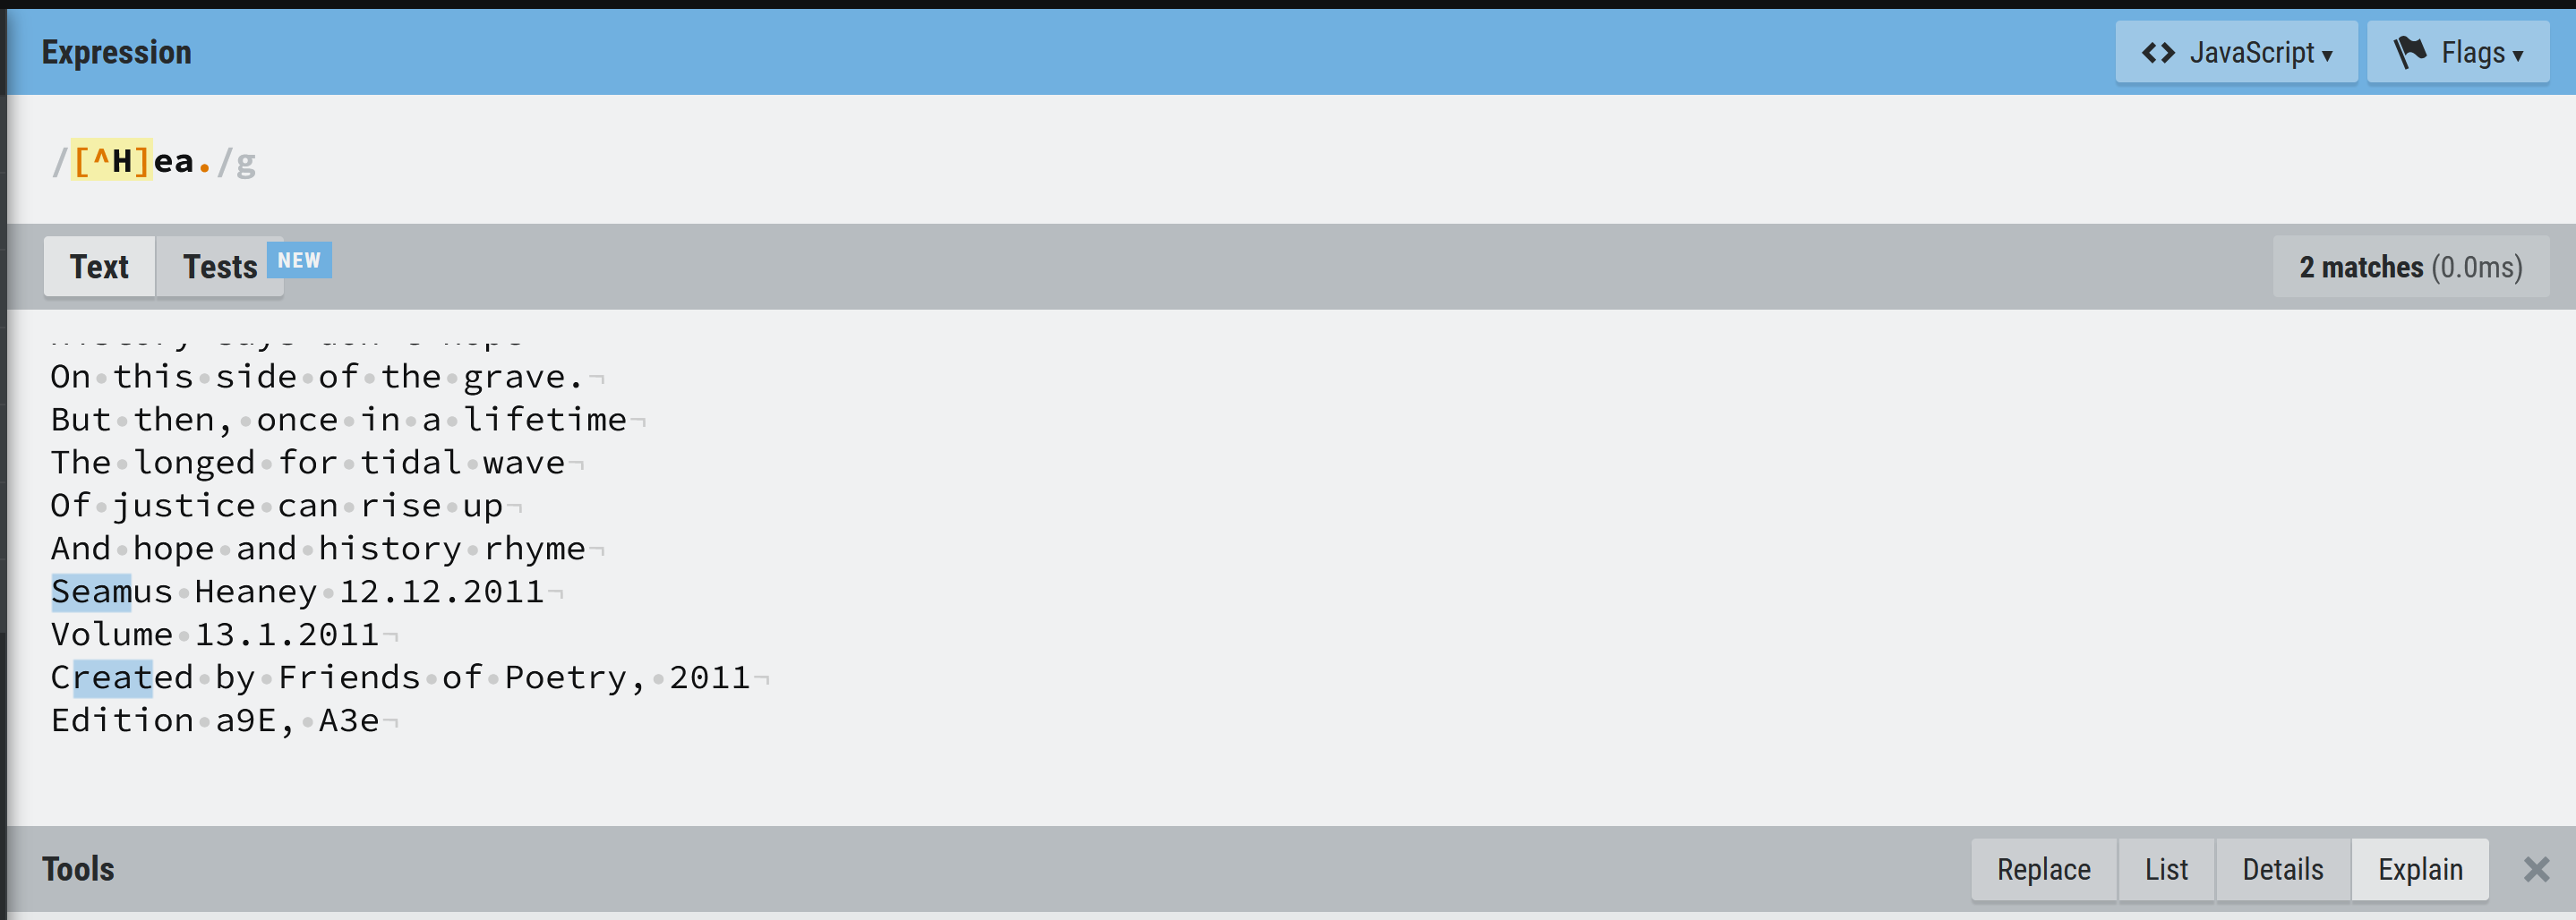 Expression
<> JavaScript ▾
Flags ▾
/[^H]ea./g
Text
Tests
NEW
2 matches (0.0ms)
On•this•side•of•the•grave.¬
But•then,•once•in•a•lifetime¬
The•longed•for•tidal•wave¬
Of•justice•can•rise•up¬
And•hope•and•history•rhyme¬
Seamus•Heaney•12.12.2011¬
Volume•13.1.2011¬
Created•by•Friends•of•Poetry,•2011¬
Edition•a9E,•A3e¬
Tools
Replace
List
Details
Explain